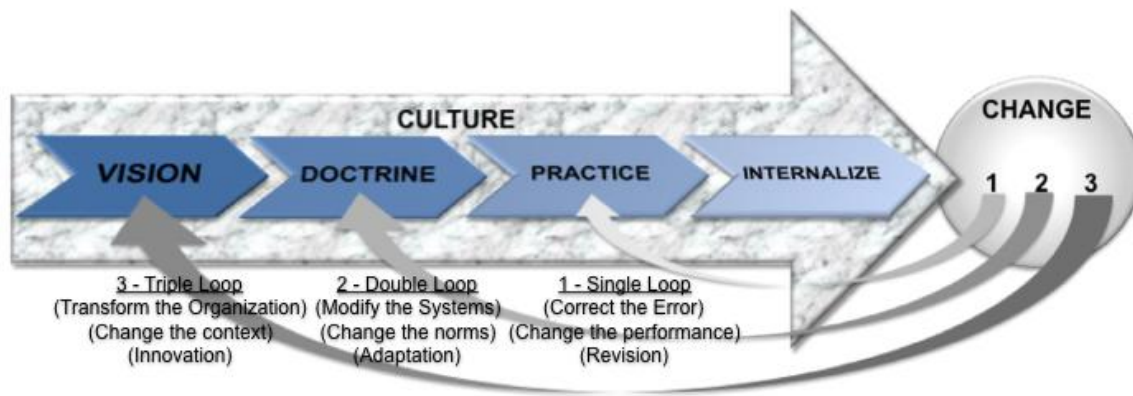 CULTURE
CHANGE
VISION
DOCTRINE
PRACTICE
INTERNALIZE
1 2 3
3 - Triple Loop
(Transform the Organization)
(Change the context)
(Innovation)
2 - Double Loop
(Modify the Systems)
(Change the norms)
(Adaptation)
1 - Single Loop
(Correct the Error)
(Change the performance)
(Revision)